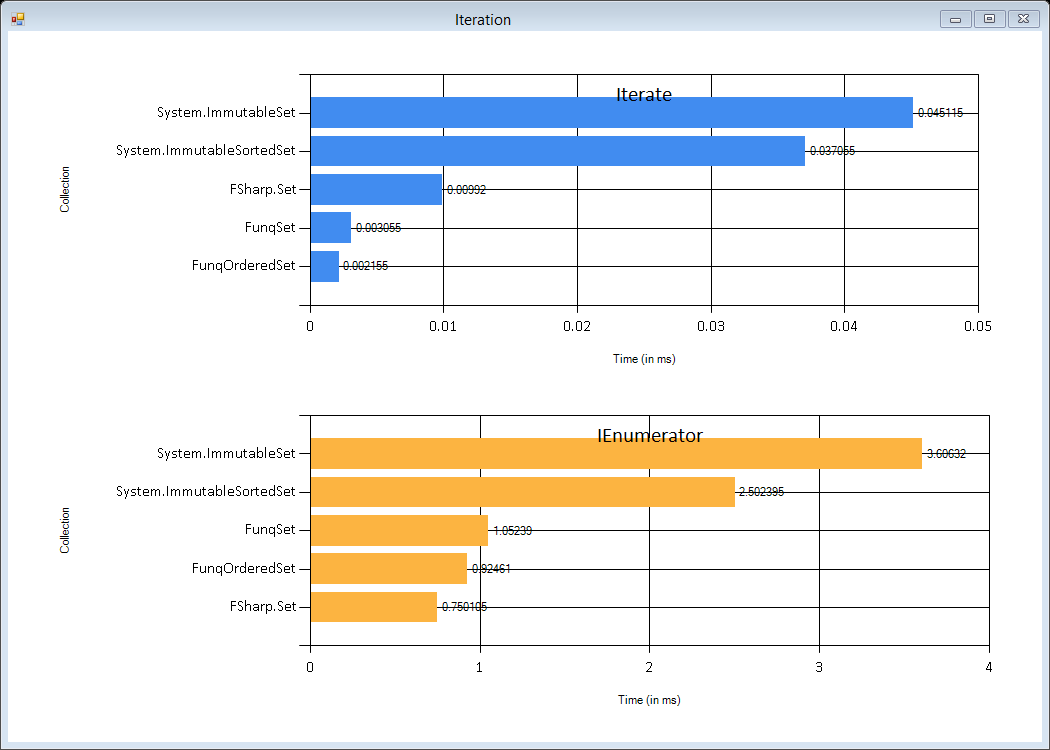 Iteration
Iterate
System.ImmutableSet
0.045115
System.ImmutableSortedSet
0.037055
FSharp.Set
0.00992
FunqSet
0.003055
FunqOrderedSet
0.002155
Collection
0 0.01 0.02 0.03 0.04 0.05
Time (in ms)
IEnumerator
System.ImmutableSet
3.60632
System.ImmutableSortedSet
2.502395
FunqSet
1.05239
FunqOrderedSet
0.92461
FSharp.Set
0.750105
Collection
0 1 2 3 4
Time (in ms)